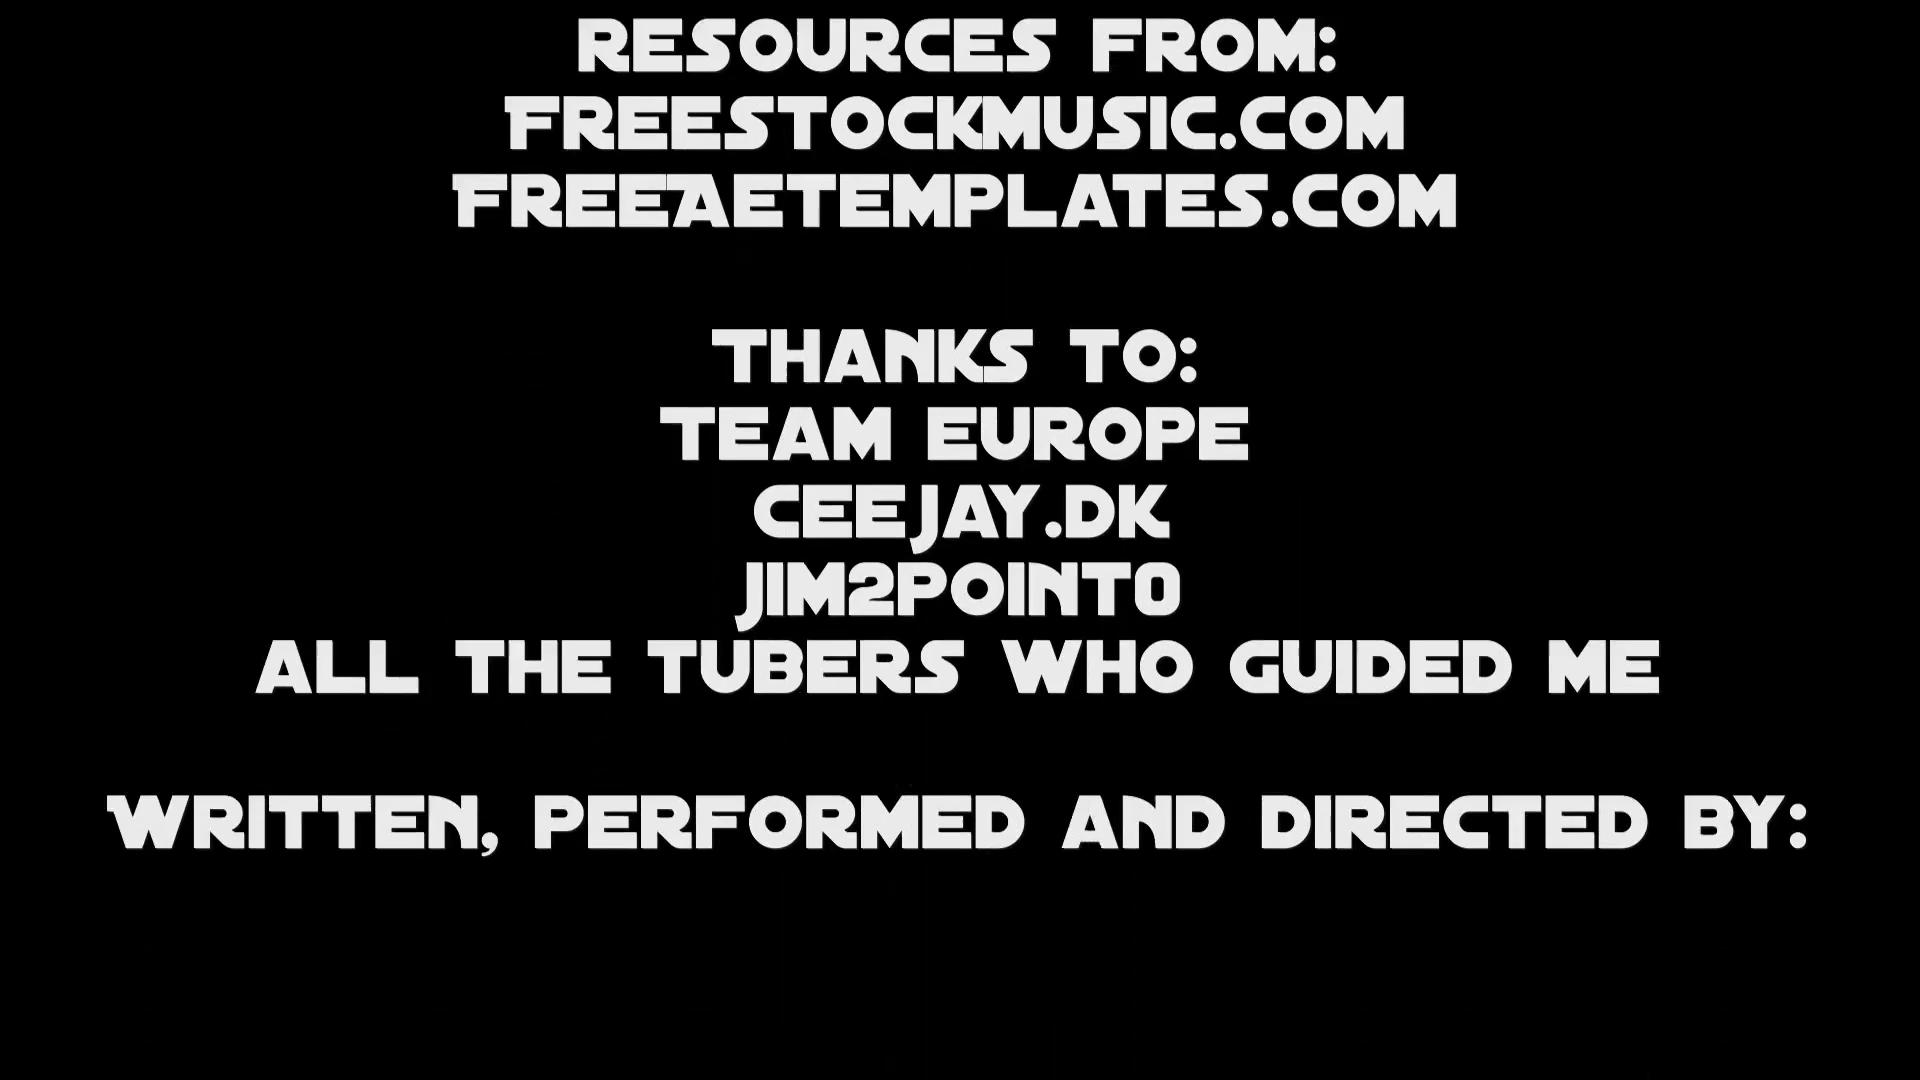 RESOURCES FROM:
FREESTOCKMUSIC.COM
FREEAETEMPLATES.COM
THANKS TO:
TEAM EUROPE
CEEJAY.DK
JIM2POINT0
ALL THE TUBERS WHO GUIDED ME
WRITTEN, PERFORMED AND DIRECTED BY: